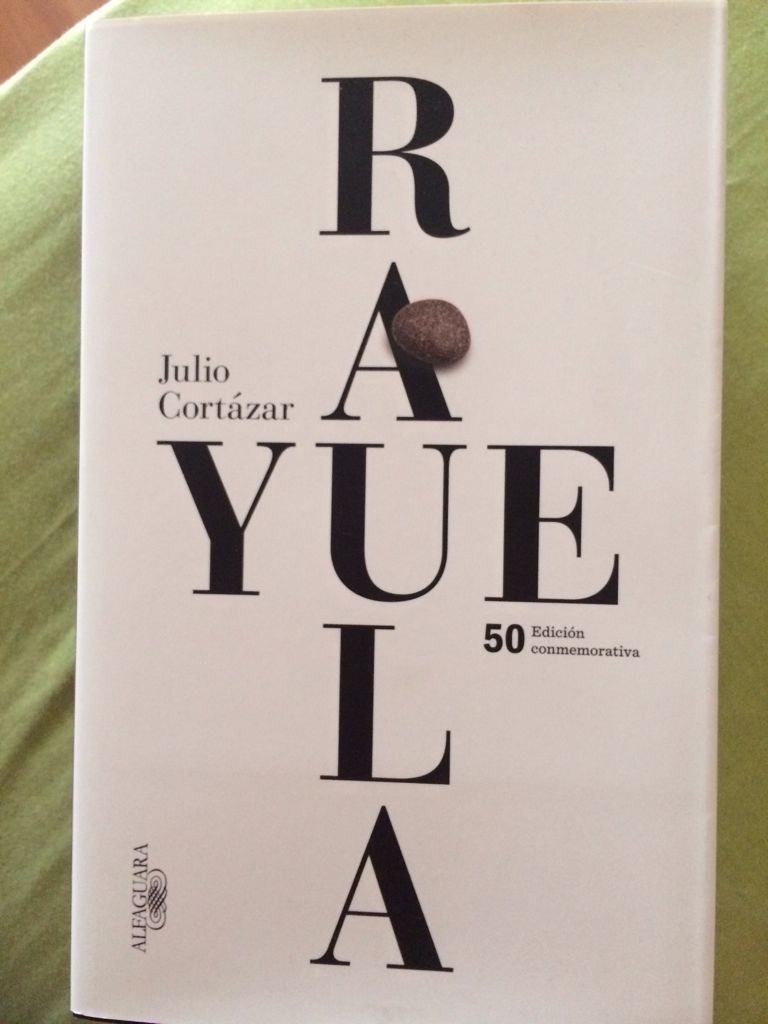 R
A
Julio
Cortázar
YUE
50 Edición
conmemorativa
L
A
ALFAGUARA